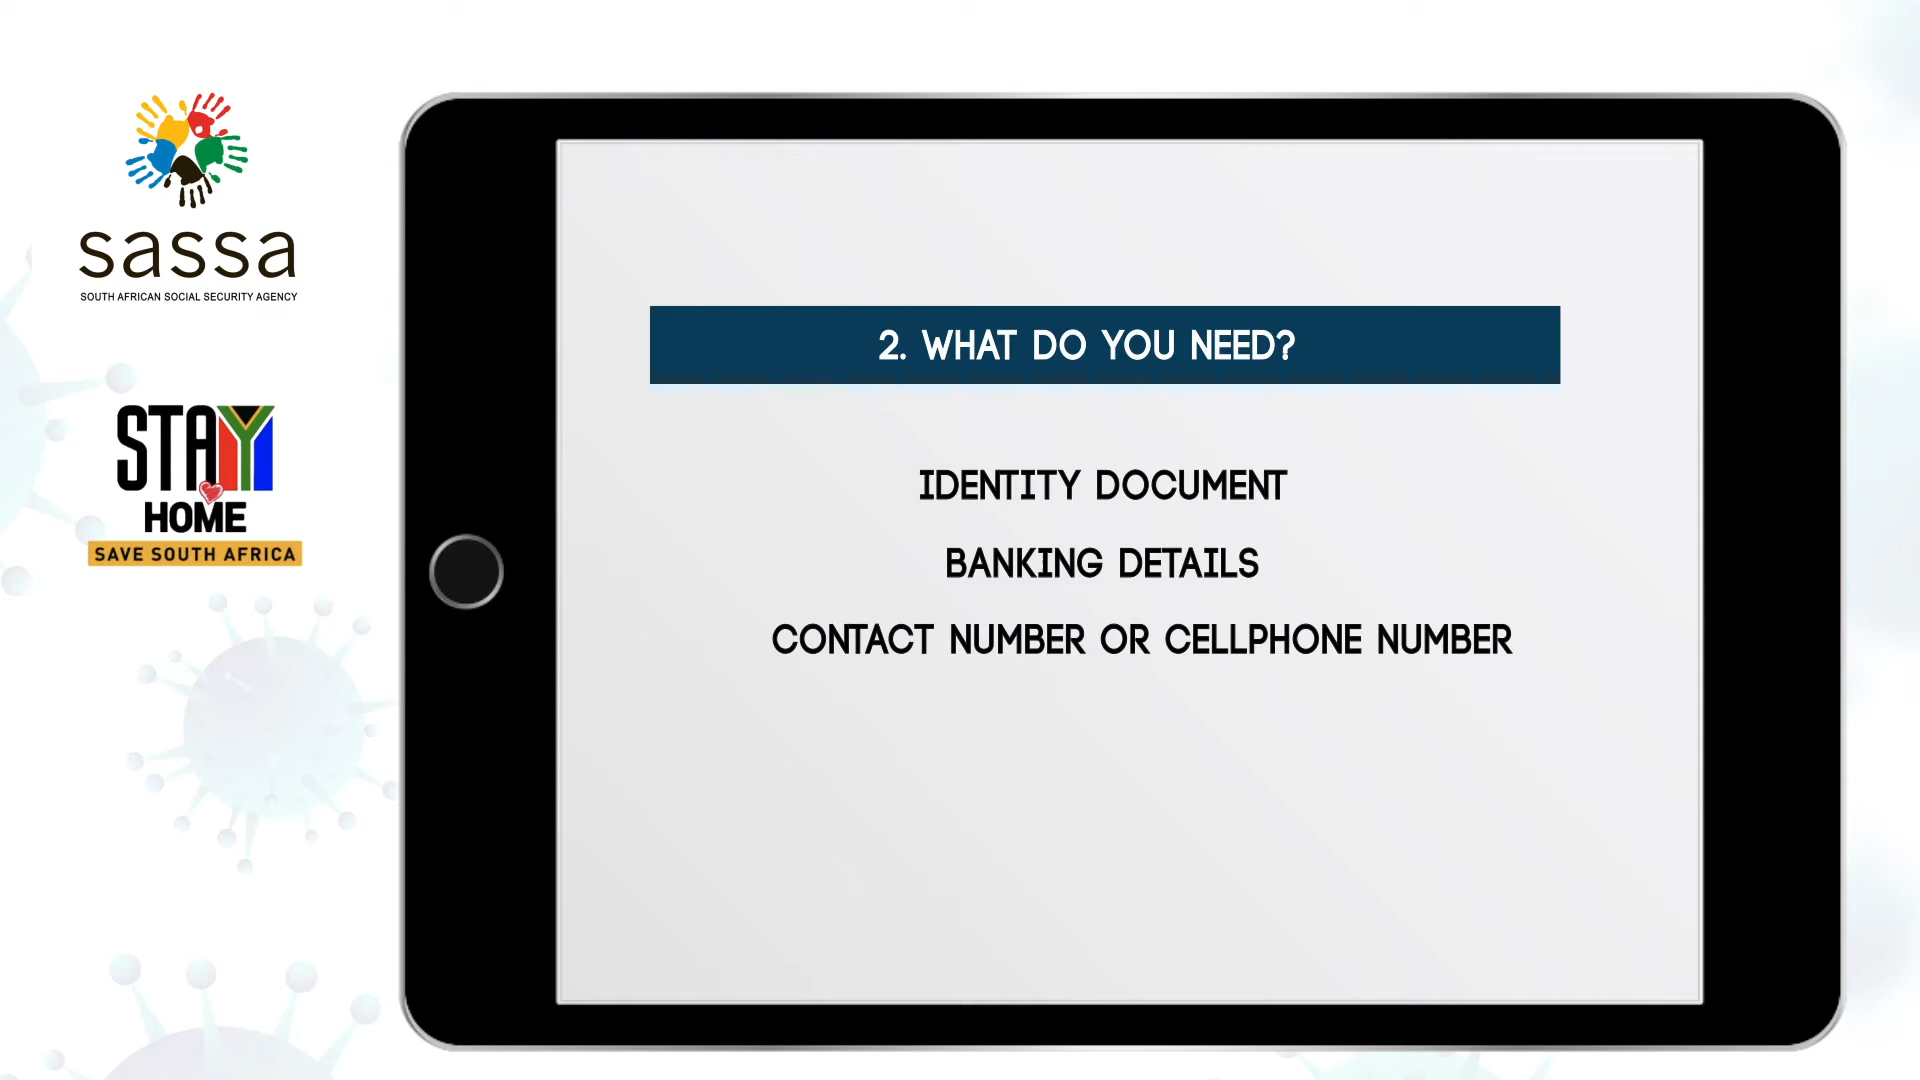 sassa
SOUTH AFRICAN SOCIAL SECURITY AGENCY
STAY
HOME
SAVE SOUTH AFRICA
2. WHAT DO YOU NEED?
IDENTITY DOCUMENT
BANKING DETAILS
CONTACT NUMBER OR CELLPHONE NUMBER